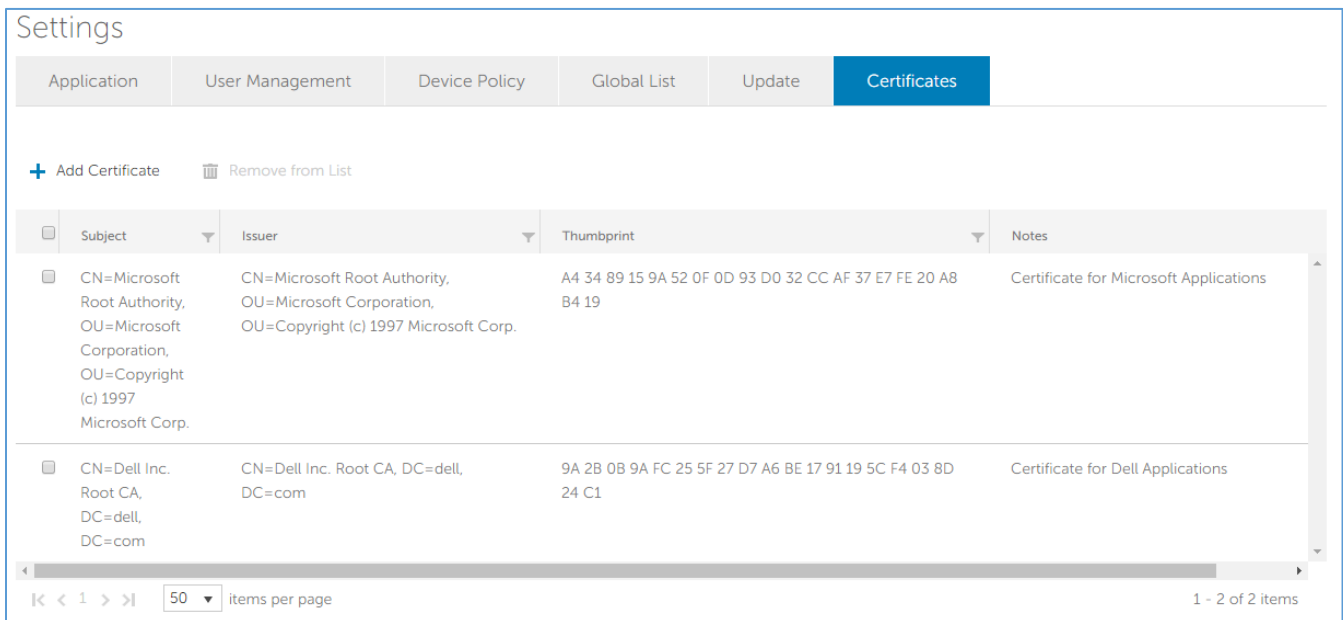 Settings
Application User Management Device Policy Global List Update Certificates
Add Certificate Remove from List
Subject Issuer Thumbprint Notes
CN=Microsoft Root Authority,
OU=Microsoft Corporation,
OU=Copyright (c) 1997 Microsoft Corp.
CN=Microsoft Root Authority,
OU=Microsoft Corporation,
OU=Copyright (c) 1997 Microsoft Corp.
A4 34 89 15 9A 52 0F 0D 93 D0 32 CC AF 37 E7 FE 20 A8
B4 19
Certificate for Microsoft Applications
CN=Dell Inc.
Root CA,
DC=dell,
DC=com
CN=Dell Inc. Root CA, DC=dell,
DC=com
9A 2B 0B 9A FC 25 5F 27 D7 A6 BE 17 91 19 5C F4 03 8D
24 C1
Certificate for Dell Applications
1 50 items per page 1 - 2 of 2 items